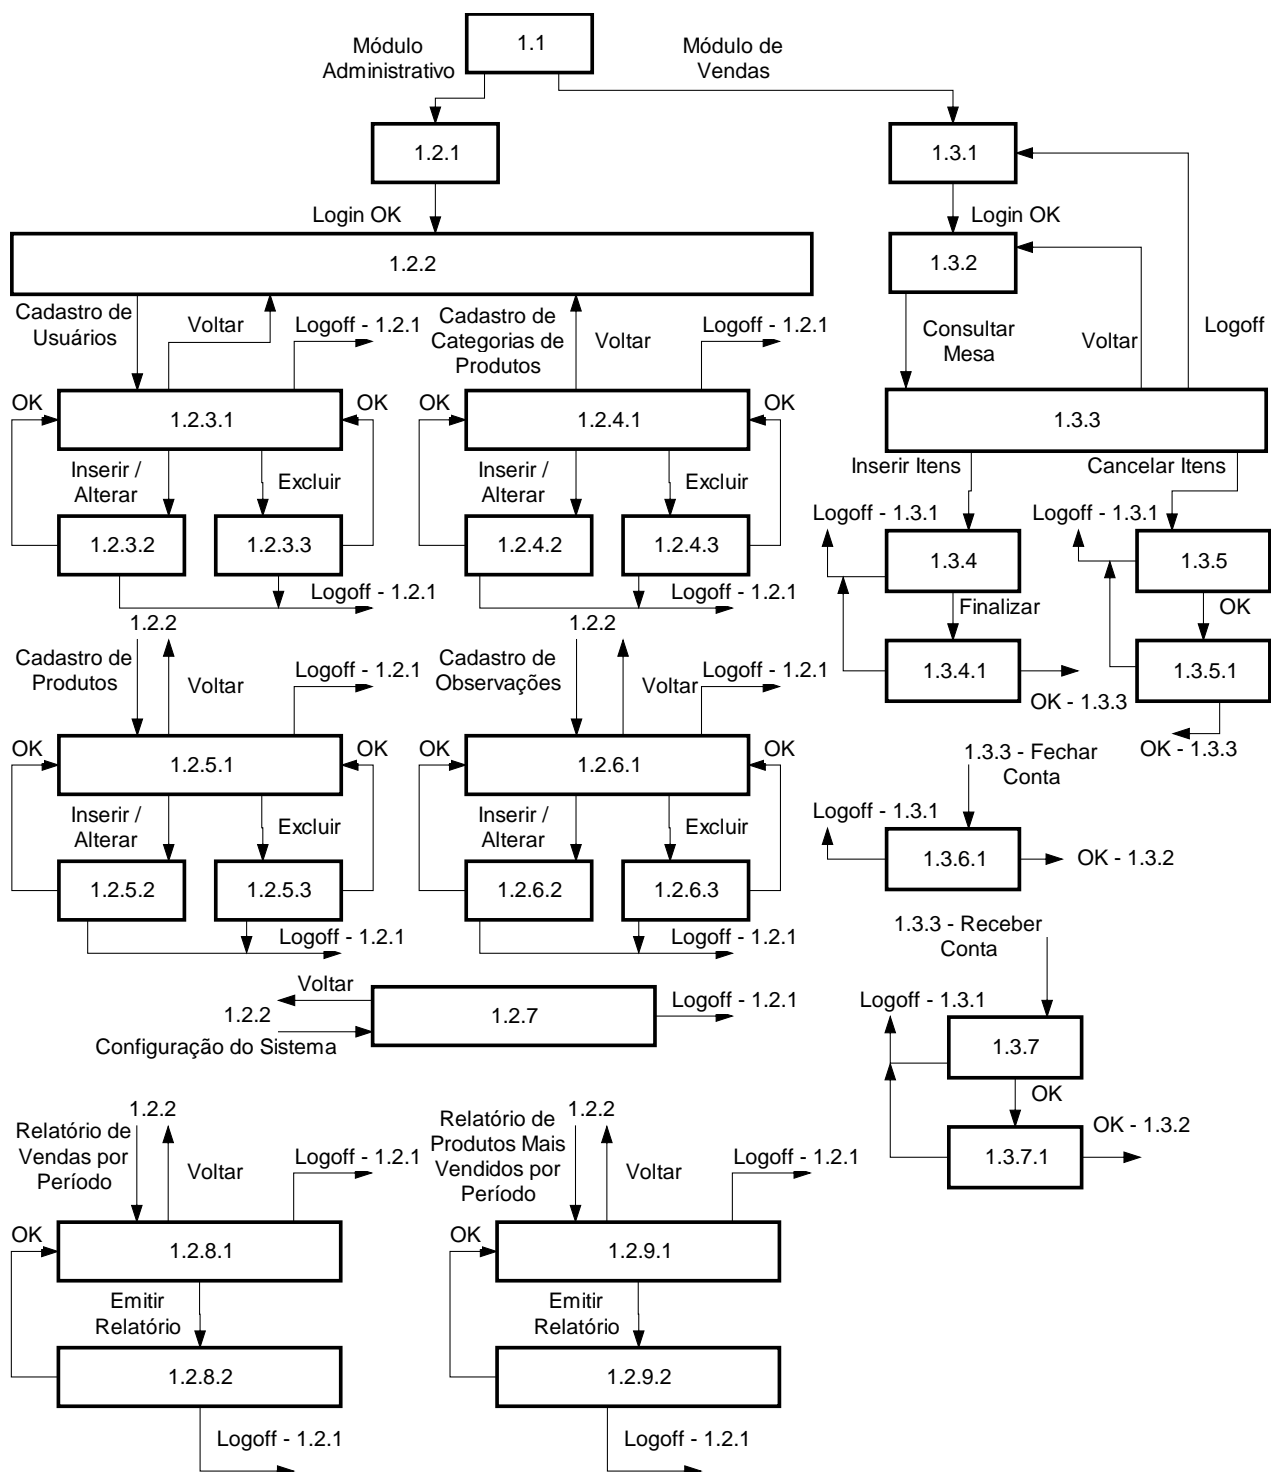 1.1
Módulo
Administrativo
Módulo de
Vendas
1.2.1
1.3.1
Login OK
Login OK
1.2.2
1.3.2
Cadastro de
Usuários
Voltar
Logoff - 1.2.1
Cadastro de
Categorias de
Produtos
Voltar
Logoff - 1.2.1
Consultar
Mesa
Voltar
Logoff
OK
1.2.3.1
OK
OK
1.2.4.1
OK
1.3.3
Inserir /
Alterar
Excluir
Inserir /
Alterar
Excluir
Inserir Itens
Cancelar Itens
1.2.3.2
1.2.3.3
1.2.4.2
1.2.4.3
Logoff - 1.3.1
1.3.4
Logoff - 1.3.1
1.3.5
Logoff - 1.2.1
Logoff - 1.2.1
Finalizar
OK
1.3.4.1
OK - 1.3.3
1.3.5.1
OK - 1.3.3
1.2.2
Cadastro de
Produtos
Voltar
Logoff - 1.2.1
1.2.2
Cadastro de
Observações
Voltar
Logoff - 1.2.1
OK
1.2.5.1
OK
OK
1.2.6.1
OK
1.3.3 - Fechar
Conta
Inserir /
Alterar
Excluir
Inserir /
Alterar
Excluir
Logoff - 1.3.1
1.3.6.1
OK - 1.3.2
1.2.5.2
1.2.5.3
1.2.6.2
1.2.6.3
Logoff - 1.2.1
Logoff - 1.2.1
1.3.3 - Receber
Conta
Voltar
1.2.2
Configuração do Sistema
1.2.7
Logoff - 1.2.1
Logoff - 1.3.1
1.3.7
OK
1.3.7.1
OK - 1.3.2
1.2.2
Relatório de
Vendas por
Período
Voltar
Logoff - 1.2.1
1.2.2
Relatório de
Produtos Mais
Vendidos por
Período
Voltar
Logoff - 1.2.1
OK
1.2.8.1
OK
1.2.9.1
Emitir
Relatório
Emitir
Relatório
1.2.8.2
1.2.9.2
Logoff - 1.2.1
Logoff - 1.2.1